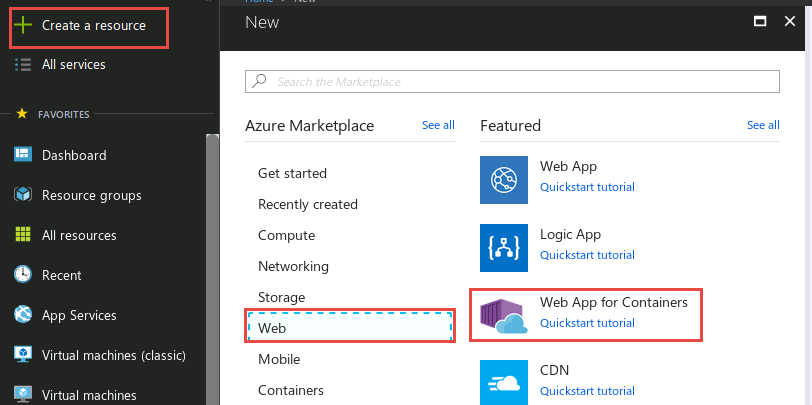 Home
New
Create a resource
New
All services
Search the Marketplace
FAVORITES
Azure Marketplace
See all
Featured
See all
Dashboard
Get started
Web App
Quickstart tutorial
Resource groups
Recently created
All resources
Compute
Logic App
Quickstart tutorial
Recent
Networking
App Services
Storage
Web App for Containers
Quickstart tutorial
Web
Virtual machines (classic)
Mobile
CDN
Quickstart tutorial
Virtual machines
Containers